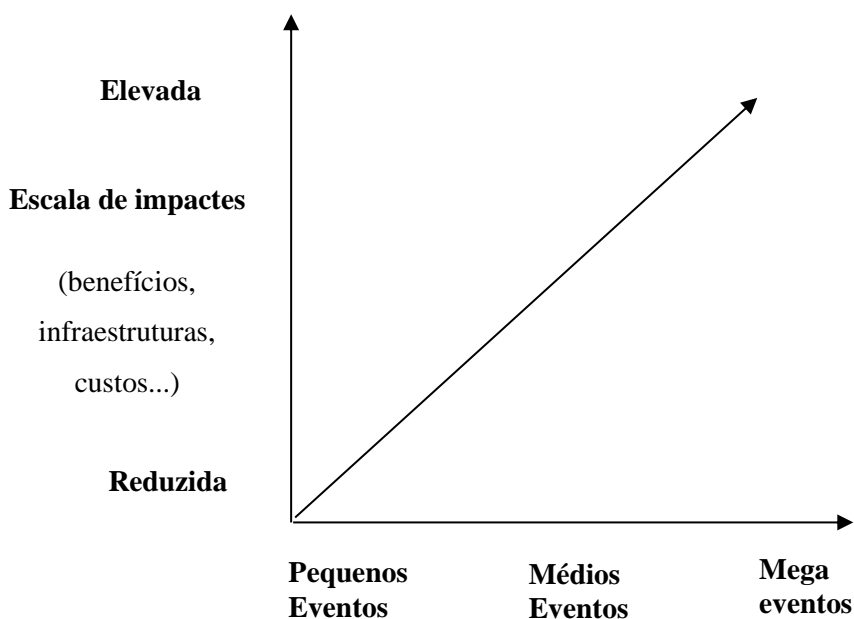 Elevada
Escala de impactes
(benefícios,
infraestruturas,
custos...)
Reduzida
Pequenos
Eventos
Médios
Eventos
Mega
eventos